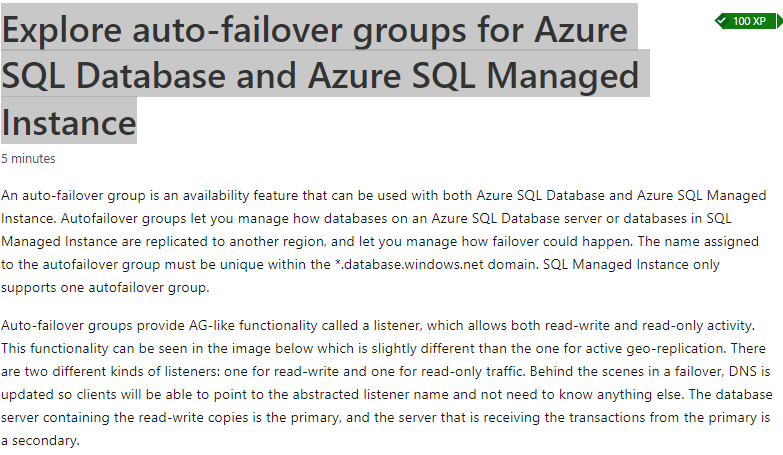 Explore auto-failover groups for Azure
SQL Database and Azure SQL Managed
Instance
100 XP
5 minutes
An auto-failover group is an availability feature that can be used with both Azure SQL Database and Azure SQL Managed
Instance. Autofailover groups let you manage how databases on an Azure SQL Database server or databases in SQL
Managed Instance are replicated to another region, and let you manage how failover could happen. The name assigned
to the autofailover group must be unique within the *.database.windows.net domain. SQL Managed Instance only
supports one autofailover group.
Auto-failover groups provide AG-like functionality called a listener, which allows both read-write and read-only activity.
This functionality can be seen in the image below which is slightly different than the one for active geo-replication. There
are two different kinds of listeners: one for read-write and one for read-only traffic. Behind the scenes in a failover, DNS is
updated so clients will be able to point to the abstracted listener name and not need to know anything else. The database
server containing the read-write copies is the primary, and the server that is receiving the transactions from the primary is
a secondary.